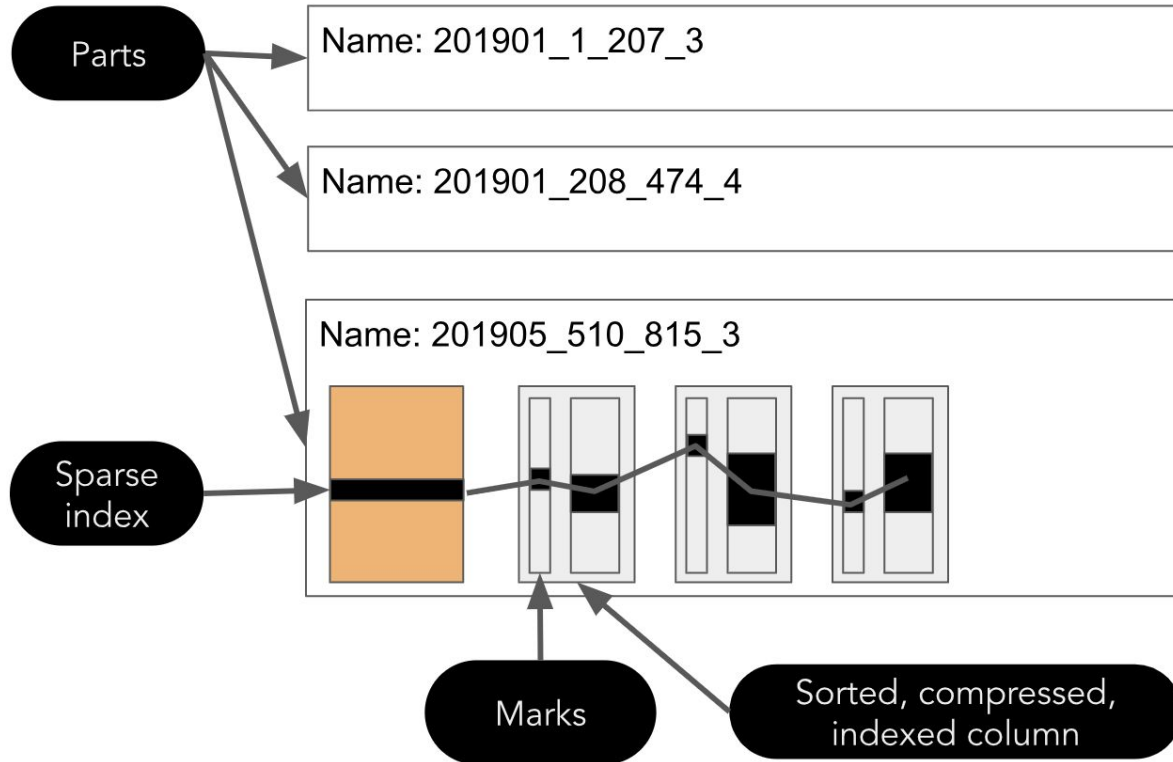 Parts
Name: 201901_1_207_3
Name: 201901_208_474_4
Name: 201905_510_815_3
Sparse
index
Marks
Sorted, compressed,
indexed column